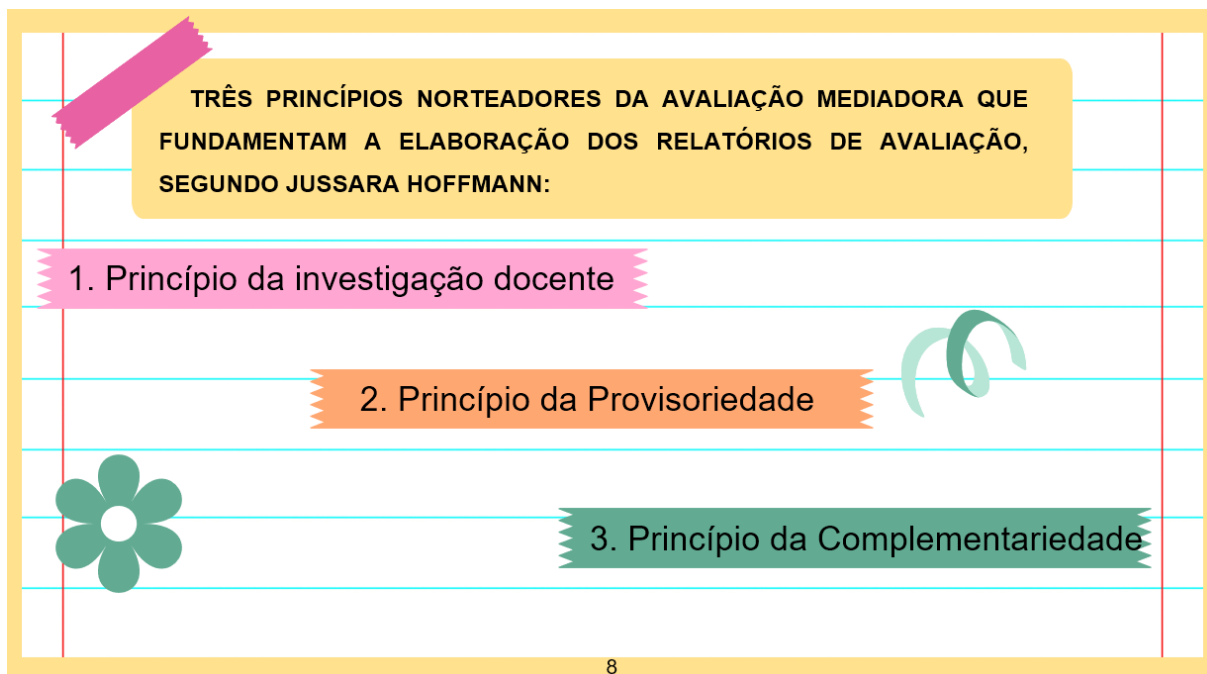 TRÊS PRINCÍPIOS NORTEADORES DA AVALIAÇÃO MEDIADORA QUE
FUNDAMENTAM A ELABORAÇÃO DOS RELATÓRIOS DE AVALIAÇÃO,
SEGUNDO JUSSARA HOFFMANN:
1. Princípio da investigação docente
2. Princípio da Provisoriedade
3. Princípio da Complementariedade
8